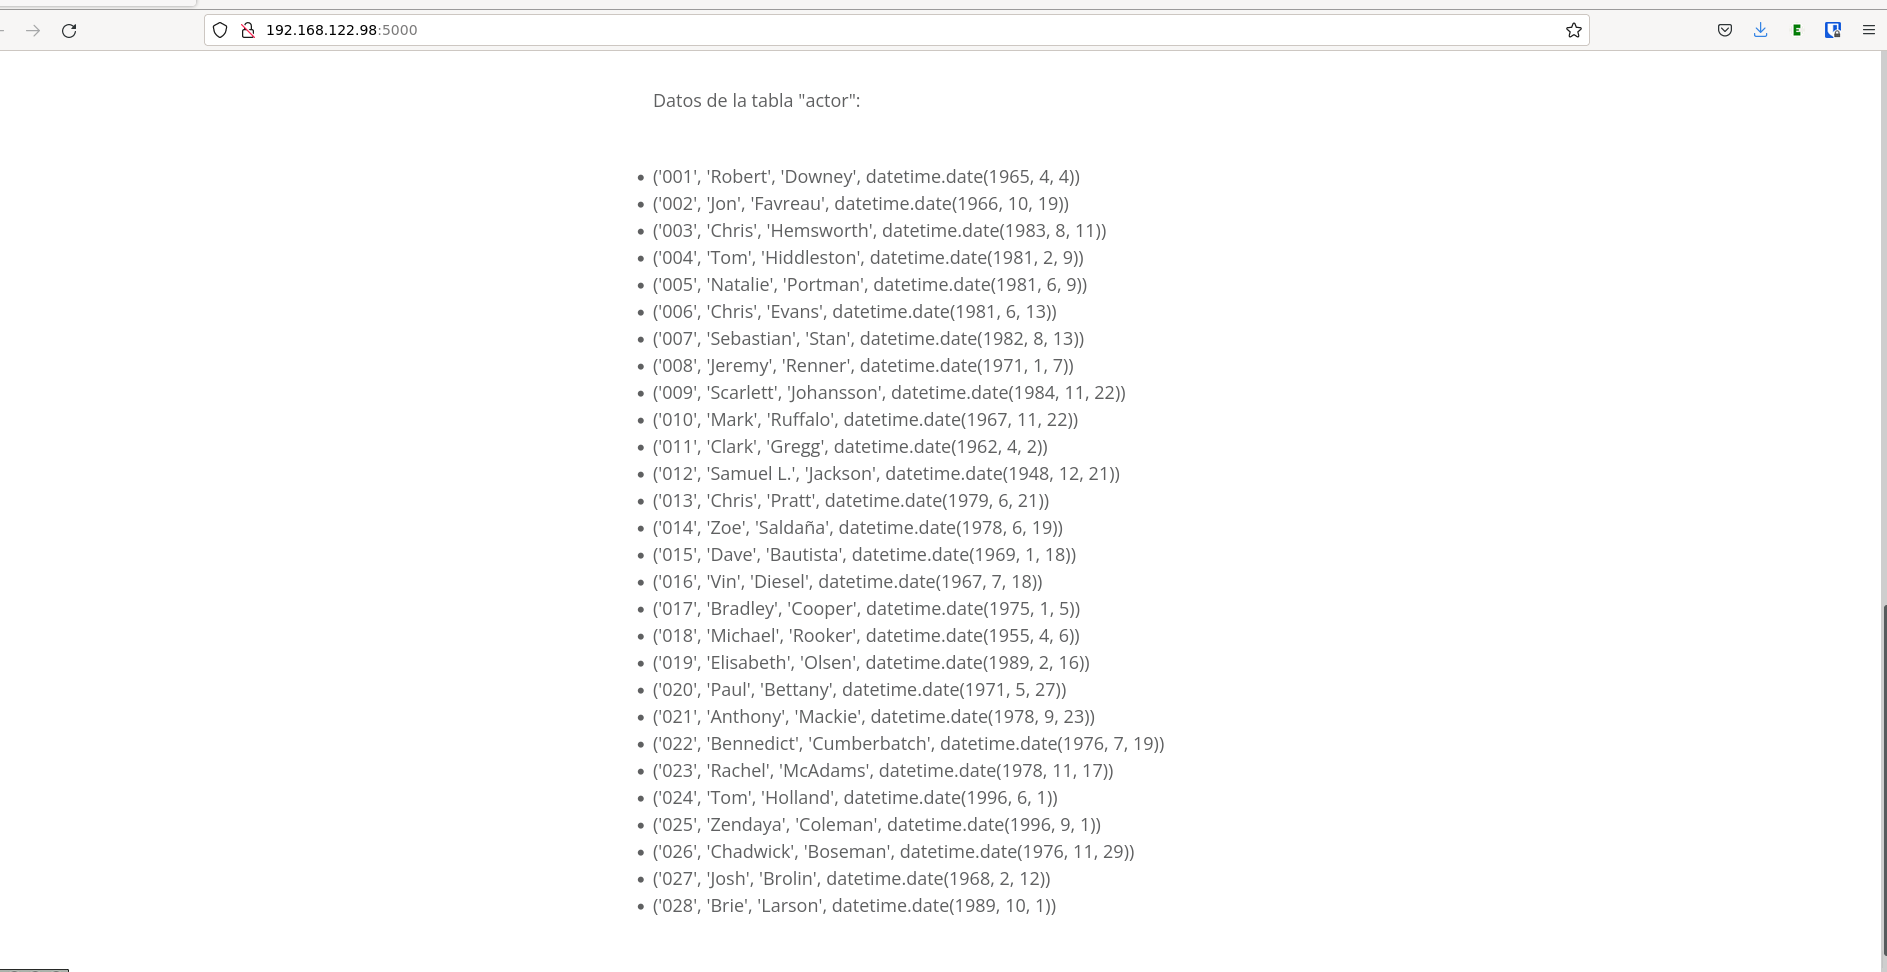 192.168.122.98:5000
Datos de la tabla "actor":
('001', 'Robert', 'Downey', datetime.date(1965, 4, 4))
('002', 'Jon', 'Favreau', datetime.date(1966, 10, 19))
('003', 'Chris', 'Hemsworth', datetime.date(1983, 8, 11))
('004', 'Tom', 'Hiddleston', datetime.date(1981, 2, 9))
('005', 'Natalie', 'Portman', datetime.date(1981, 6, 9))
('006', 'Chris', 'Evans', datetime.date(1981, 6, 13))
('007', 'Sebastian', 'Stan', datetime.date(1982, 8, 13))
('008', 'Jeremy', 'Renner', datetime.date(1971, 1, 7))
('009', 'Scarlett', 'Johansson', datetime.date(1984, 11, 22))
('010', 'Mark', 'Ruffalo', datetime.date(1967, 11, 22))
('011', 'Clark', 'Gregg', datetime.date(1962, 4, 2))
('012', 'Samuel L.', 'Jackson', datetime.date(1948, 12, 21))
('013', 'Chris', 'Pratt', datetime.date(1979, 6, 21))
('014', 'Zoe', 'Saldaña', datetime.date(1978, 6, 19))
('015', 'Dave', 'Bautista', datetime.date(1969, 1, 18))
('016', 'Vin', 'Diesel', datetime.date(1967, 7, 18))
('017', 'Bradley', 'Cooper', datetime.date(1975, 1, 5))
('018', 'Michael', 'Rooker', datetime.date(1955, 4, 6))
('019', 'Elisabeth', 'Olsen', datetime.date(1989, 2, 16))
('020', 'Paul', 'Bettany', datetime.date(1971, 5, 27))
('021', 'Anthony', 'Mackie', datetime.date(1978, 9, 23))
('022', 'Bennedict', 'Cumberbatch', datetime.date(1976, 7, 19))
('023', 'Rachel', 'McAdams', datetime.date(1978, 11, 17))
('024', 'Tom', 'Holland', datetime.date(1996, 6, 1))
('025', 'Zendaya', 'Coleman', datetime.date(1996, 9, 1))
('026', 'Chadwick', 'Boseman', datetime.date(1976, 11, 29))
('027', 'Josh', 'Brolin', datetime.date(1968, 2, 12))
('028', 'Brie', 'Larson', datetime.date(1989, 10, 1))